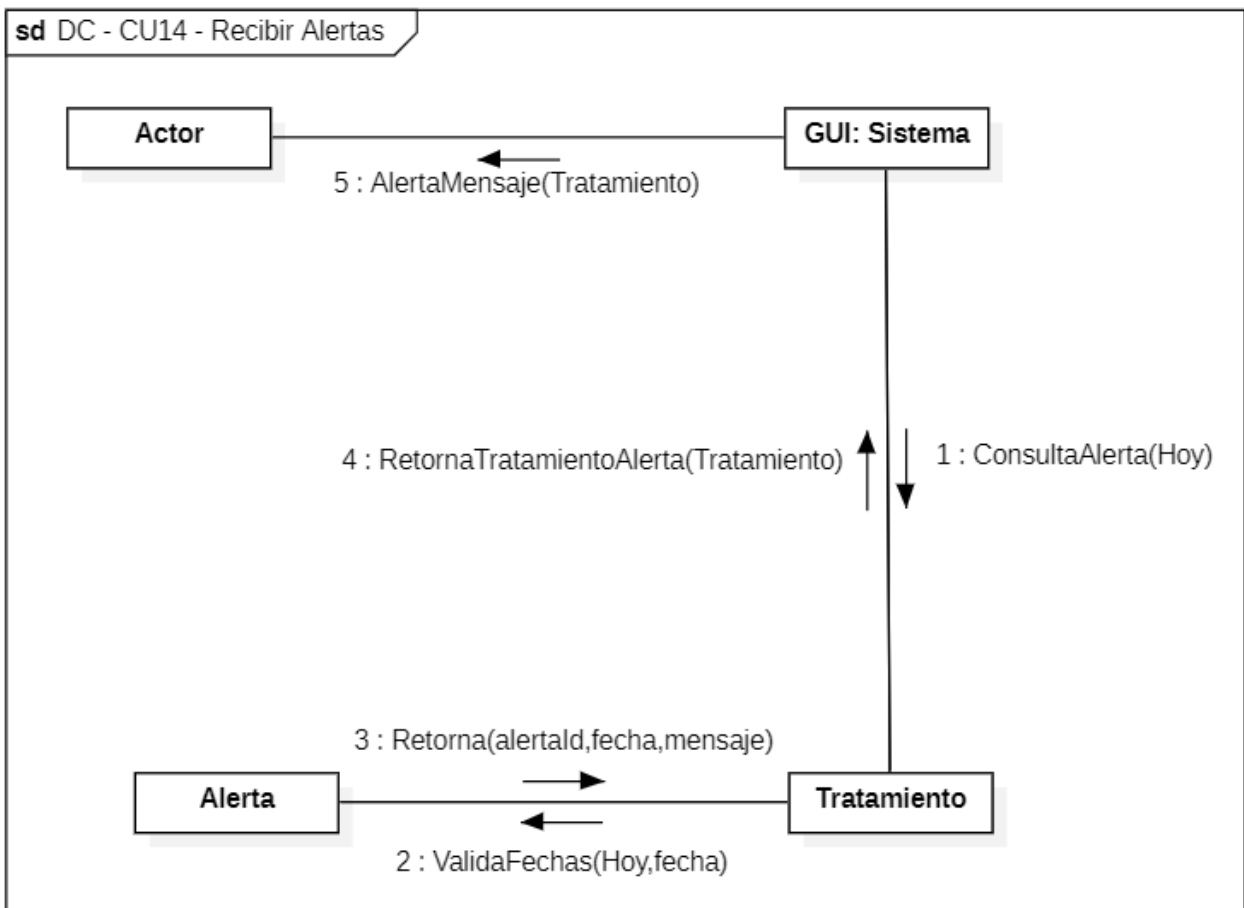 sd DC - CU14 - Recibir Alertas
Actor
GUI: Sistema
5 : AlertaMensaje(Tratamiento)
4 : RetornaTratamientoAlerta(Tratamiento)
1 : ConsultaAlerta(Hoy)
3 : Retorna(alertaId,fecha,mensaje)
Alerta
Tratamiento
2 : ValidaFechas(Hoy,fecha)